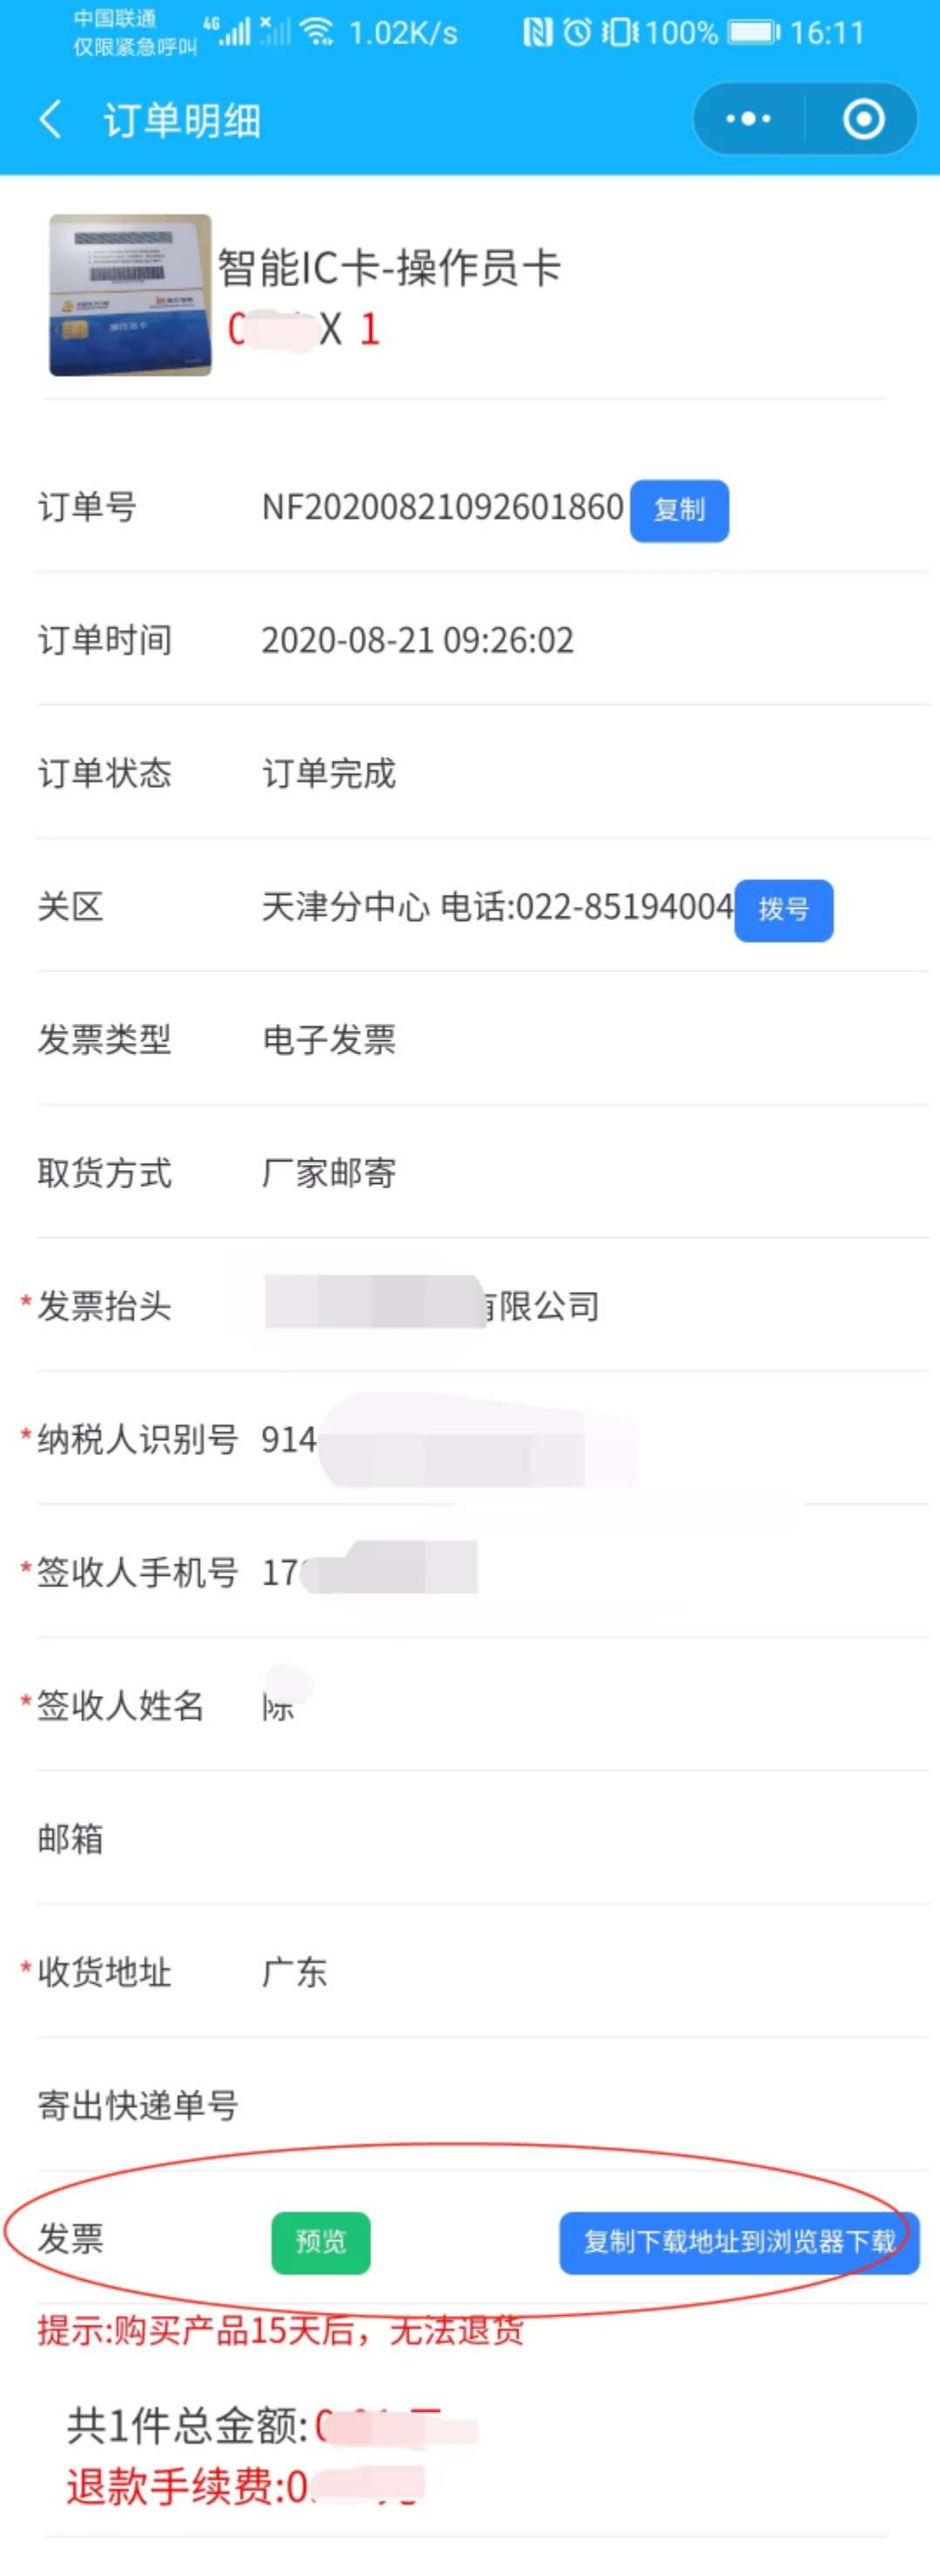 中国联通
仅限紧急呼叫
4G 1.02K/s 100% 16:11
订单明细
智能IC卡-操作员卡
X 1
订单号 NF20200821092601860 复制
订单时间 2020-08-21 09:26:02
订单状态 订单完成
关区 天津分中心 电话:022-85194004 拨号
发票类型 电子发票
取货方式 厂家邮寄
*发票抬头 有限公司
*纳税人识别号 914
*签收人手机号 17
*签收人姓名 陈
邮箱
*收货地址 广东
寄出快递单号
发票 预览 复制下载地址到浏览器下载
提示:购买产品15天后，无法退货
共1件总金额:
退款手续费:0.